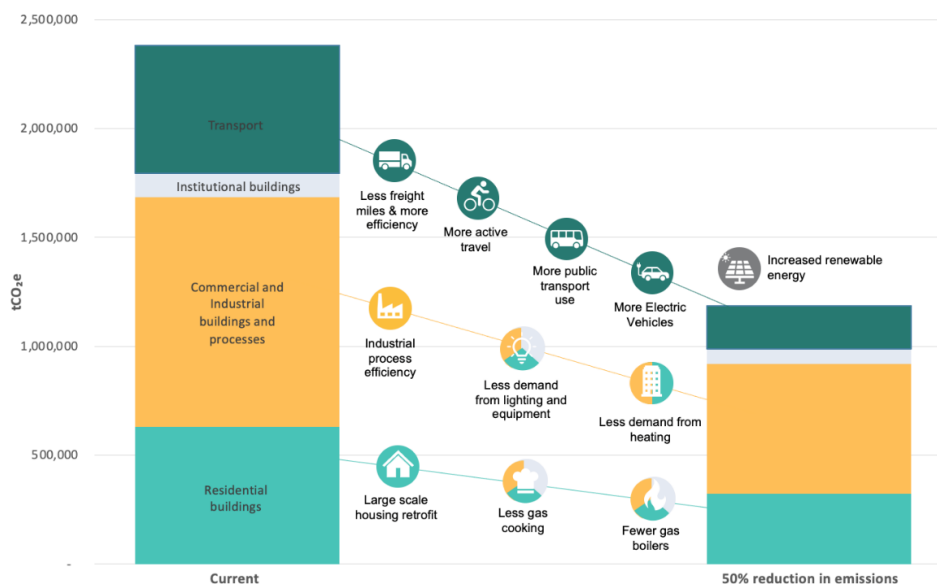 2,500,000
2,000,000
1,500,000
1,000,000
500,000
-
tCO₂e
Transport
Institutional buildings
Commercial and
Industrial
buildings and
processes
Residential
buildings
Less freight
miles & more
efficiency
More active
travel
More public
transport
use
More Electric
Vehicles
Increased renewable
energy
Industrial
process
efficiency
Less demand
from lighting and
equipment
Less demand from
heating
Large scale
housing retrofit
Less gas
cooking
Fewer gas
boilers
Current
50% reduction in emissions